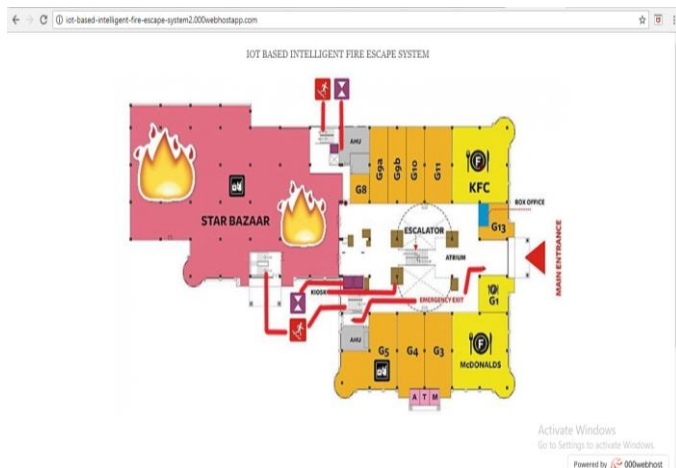 iot-based-intelligent-fire-escape-system2.000webhostapp.com
IOT BASED INTELLIGENT FIRE ESCAPE SYSTEM
AHU
G8
G9a
G9b
G10
G11
F
KFC
BOX OFFICE
G13
STAR BAZAAR
ESCALATOR
ATRIUM
MAIN ENTRANCE
KIOSK
EMERGENCY EXIT
G1
AHU
G5
G4
G3
F
McDONALDS
A T M
Activate Windows
Go to Settings to activate Windows.
Powered by 000webhost